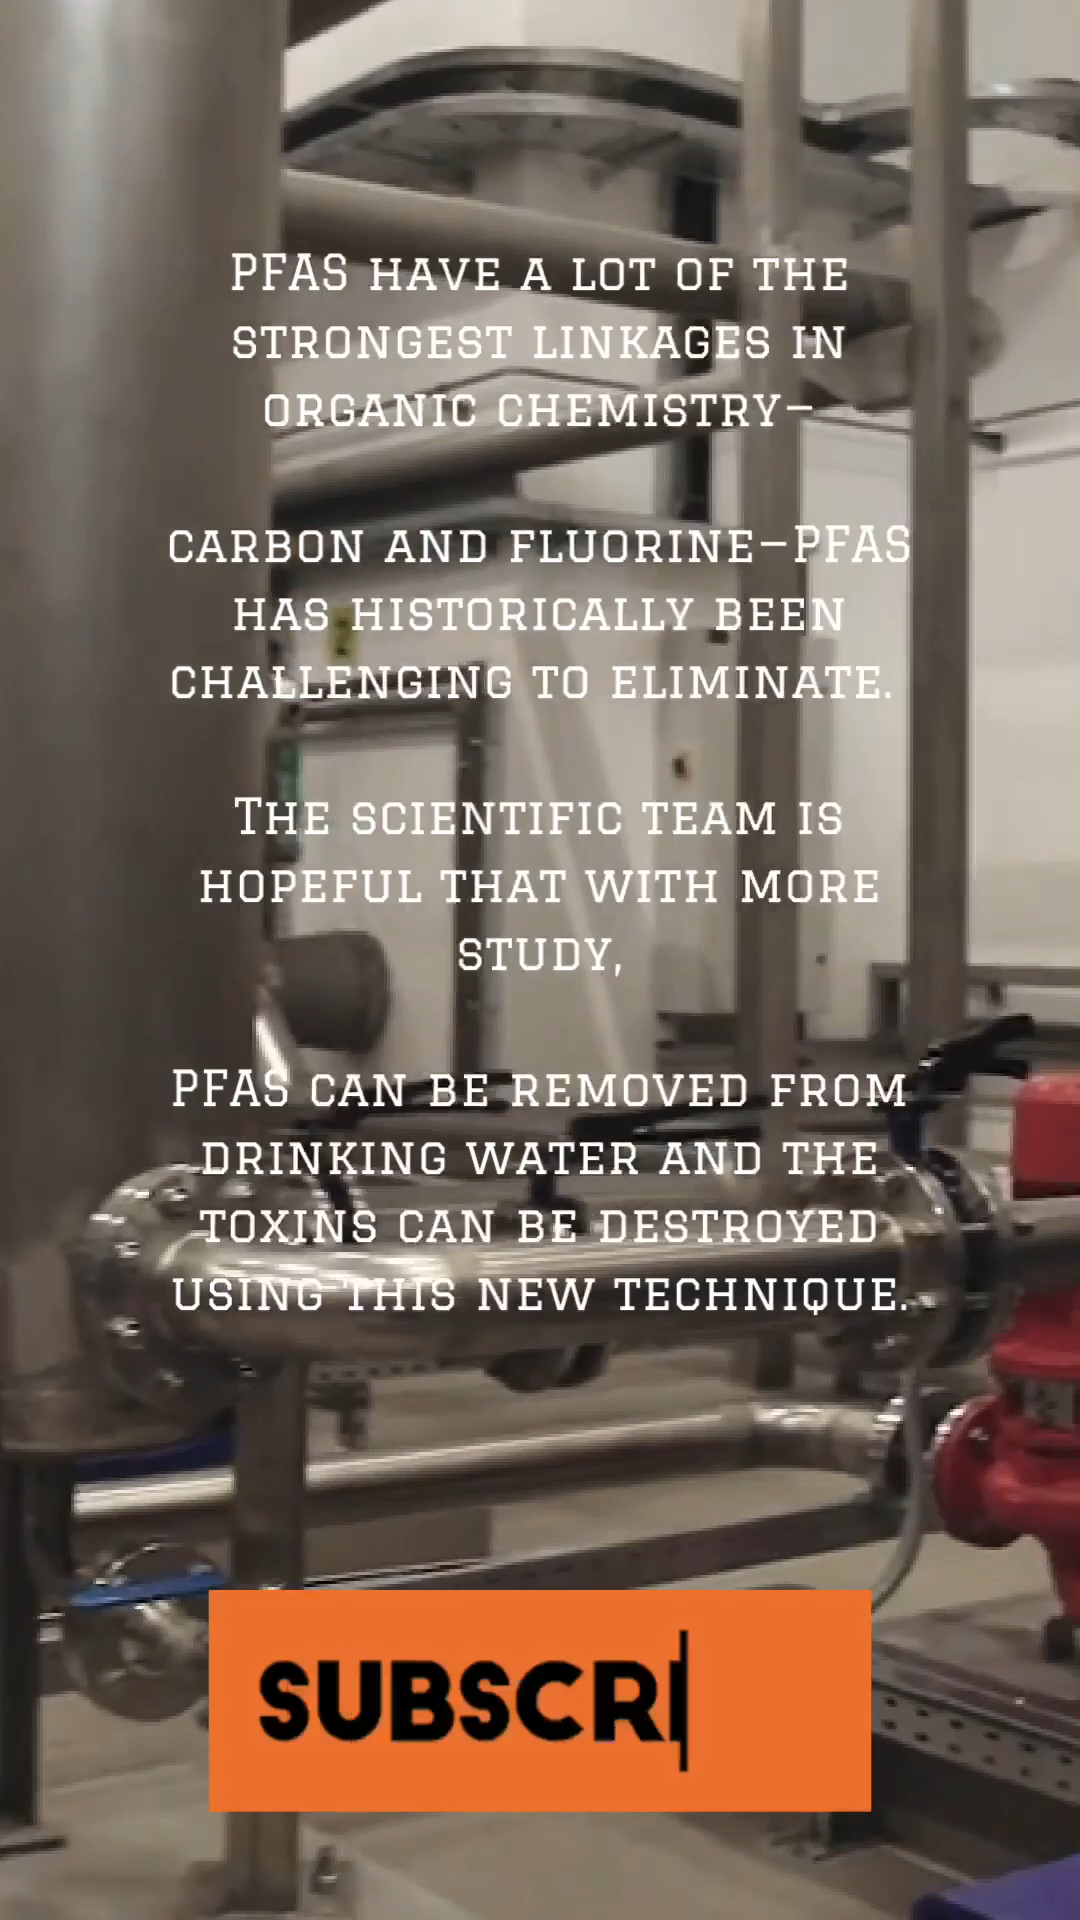 PFAS have a lot of the
strongest linkages in
organic chemistry—
carbon and fluorine—PFAS
has historically been
challenging to eliminate.
The scientific team is
hopeful that with more
study,
PFAS can be removed from
drinking water and the
toxins can be destroyed
using this new technique.
SUBSCRI